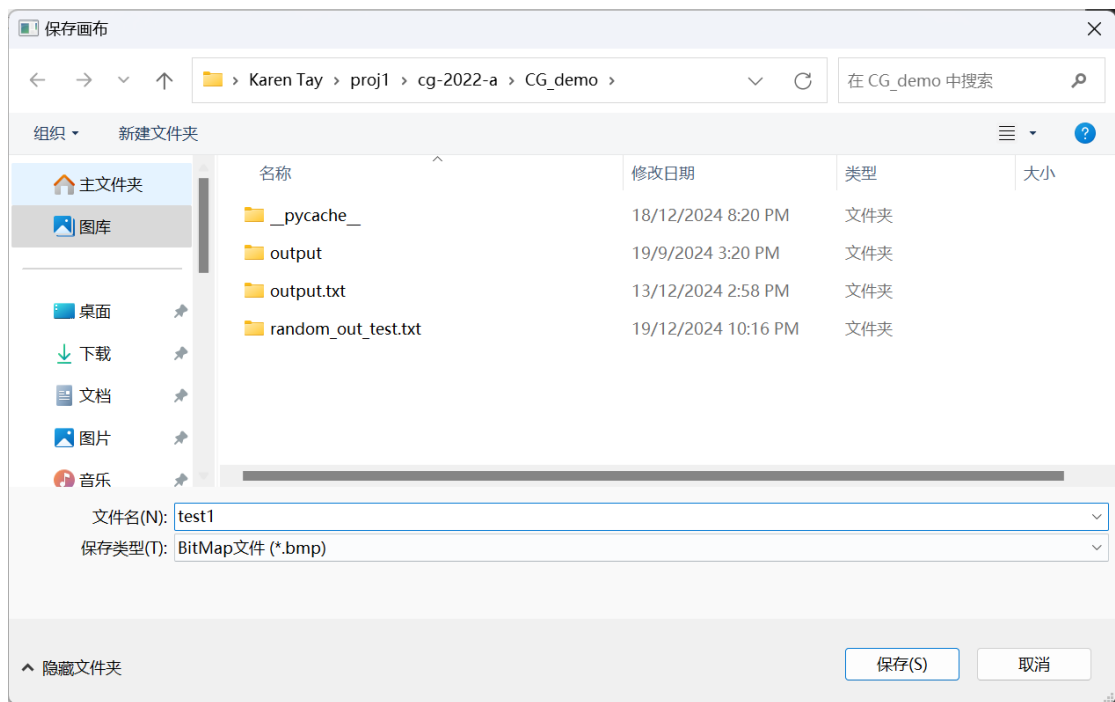 保存画布
Karen Tay › proj1 › cg-2022-a › CG_demo ›
在 CG_demo 中搜索
组织 新建文件夹
名称 修改日期 类型 大小
主文件夹
图库
桌面
下载
文档
图片
音乐
__pycache__ 18/12/2024 8:20 PM 文件夹
output 19/9/2024 3:20 PM 文件夹
output.txt 13/12/2024 2:58 PM 文件夹
random_out_test.txt 19/12/2024 10:16 PM 文件夹
文件名(N): test1
保存类型(T): BitMap文件 (*.bmp)
隐藏文件夹 保存(S) 取消